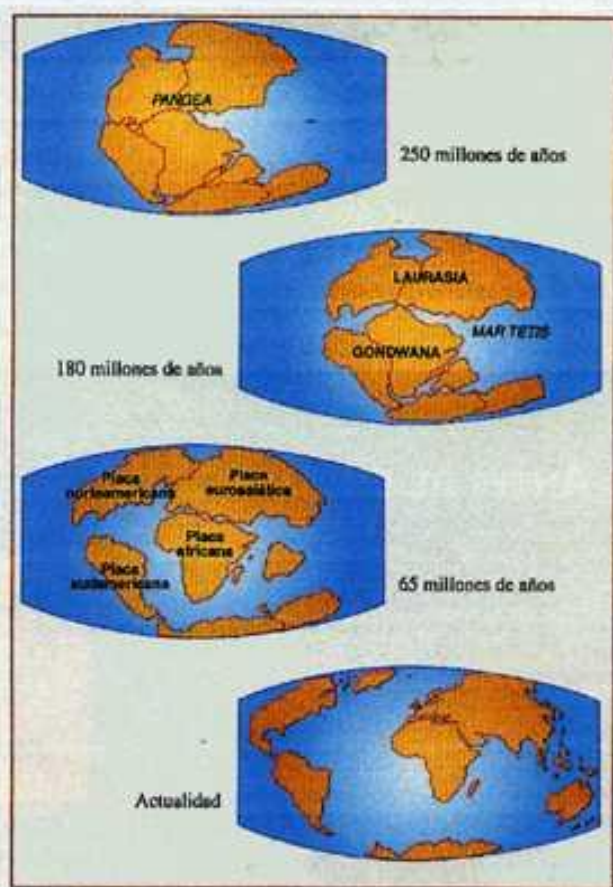 PANGEA
250 millones de años
LAURASIA
MAR TETIS
GONDWANA
180 millones de años
Placa
norteamericana
Placa
euroasiática
Placa
africana
Placa
sudamericana
65 millones de años
Actualidad